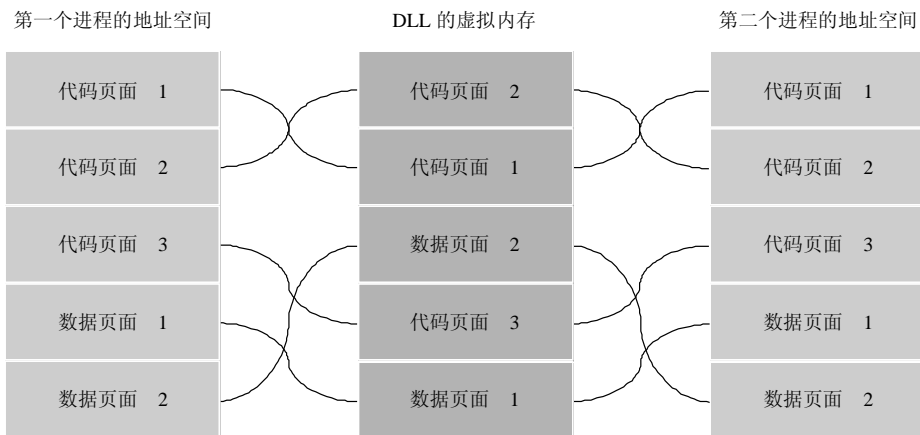 第一个进程的地址空间 DLL 的虚拟内存 第二个进程的地址空间
代码页面 1 代码页面 2 代码页面 1
代码页面 2 代码页面 1 代码页面 2
代码页面 3 数据页面 2 代码页面 3
数据页面 1 代码页面 3 数据页面 1
数据页面 2 数据页面 1 数据页面 2